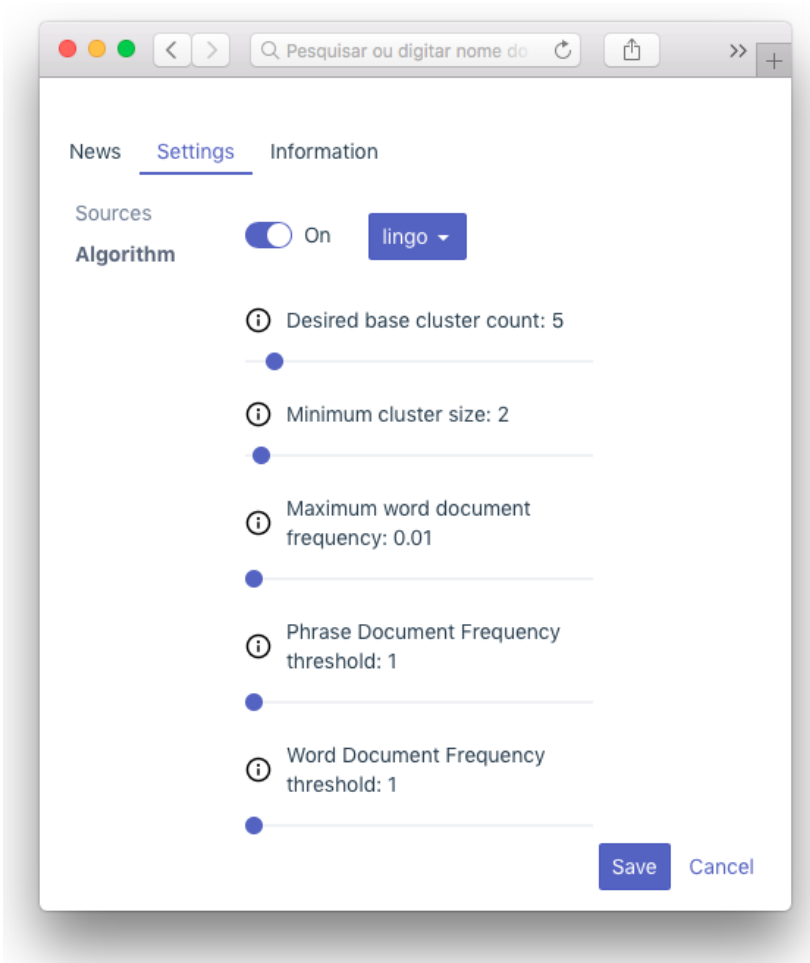 Pesquisar ou digitar nome do
News Settings Information
Sources
Algorithm
On
lingo
Desired base cluster count: 5
Minimum cluster size: 2
Maximum word document
frequency: 0.01
Phrase Document Frequency
threshold: 1
Word Document Frequency
threshold: 1
Save Cancel